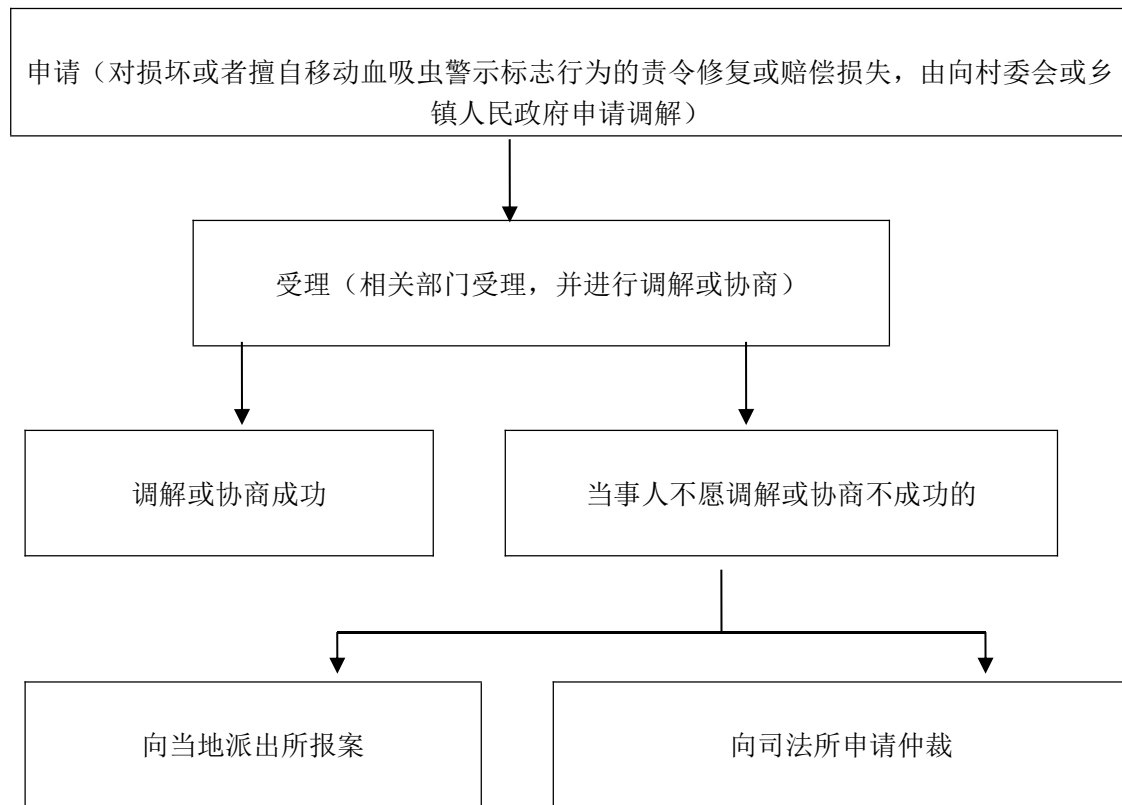 申请（对损坏或者擅自移动血吸虫警示标志行为的责令修复或赔偿损失，由向村委会或乡
镇人民政府申请调解）
受理（相关部门受理，并进行调解或协商）
调解或协商成功
当事人不愿调解或协商不成功的
向当地派出所报案
向司法所申请仲裁